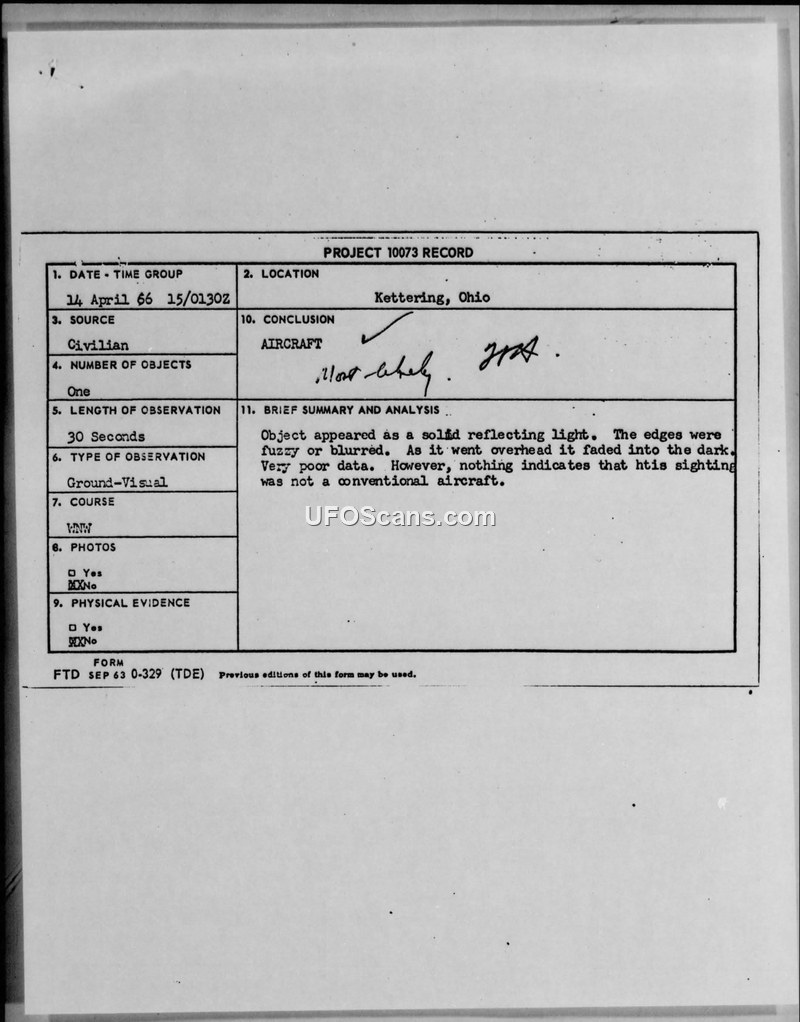 PROJECT 10073 RECORD
1. DATE - TIME GROUP
14 April 66 15/0130Z
2. LOCATION
Kettering, Ohio
3. SOURCE
Civilian
10. CONCLUSION
AIRCRAFT
Most likely.
4. NUMBER OF OBJECTS
One
5. LENGTH OF OBSERVATION
30 Seconds
11. BRIEF SUMMARY AND ANALYSIS
Object appeared as a solid reflecting light. The edges were
fuzzy or blurred. As it went overhead it faded into the dark.
Very poor data. However, nothing indicates that htis sighting
was not a conventional aircraft.
6. TYPE OF OBSERVATION
Ground-Visual
7. COURSE
WNW
8. PHOTOS
□ Yes
XXNo
9. PHYSICAL EVIDENCE
□ Yes
XXNo
FORM
FTD SEP 63 0-329 (TDE) Previous editions of this form may be used.
UFOScans.com